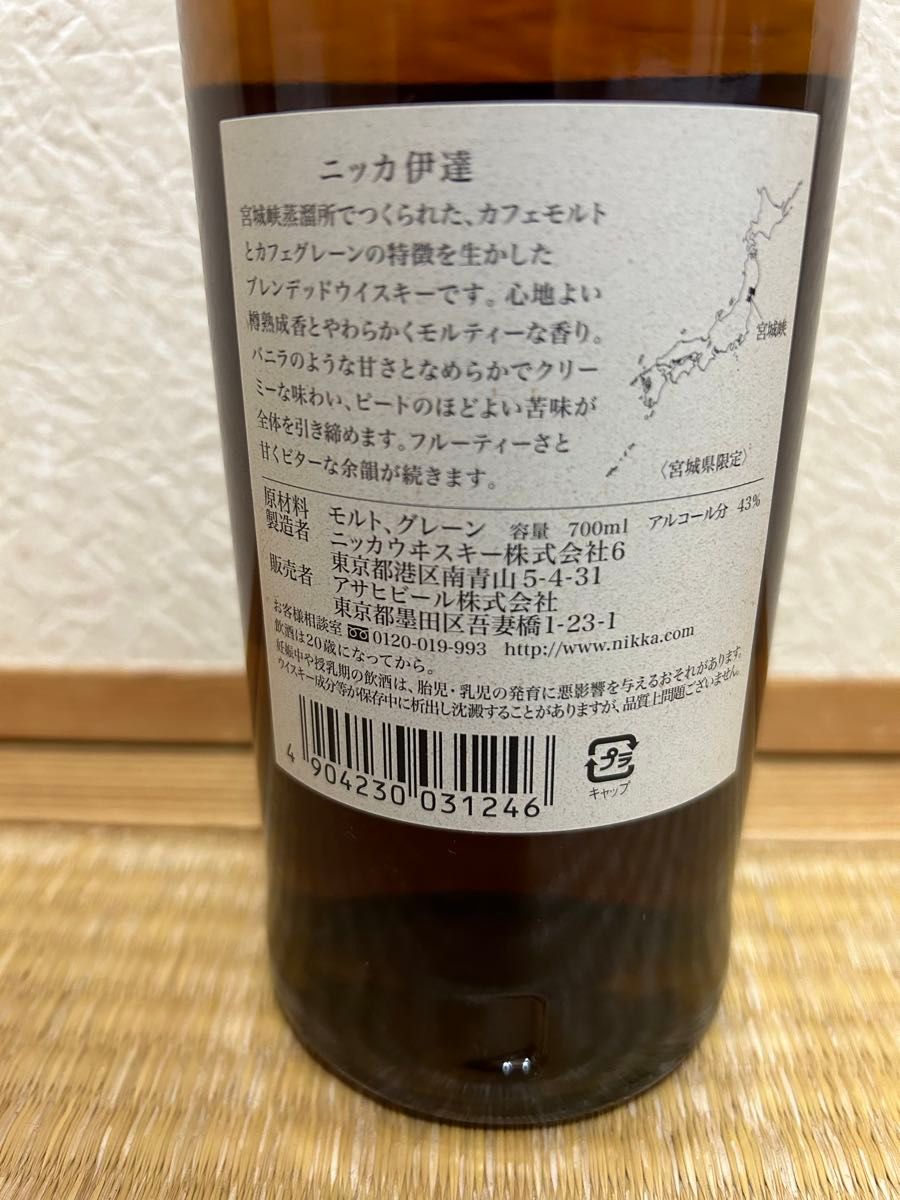 ニッカ伊達
宮城峡蒸溜所でつくられた、カフェモルト
とカフェグレーンの特徴を生かした
ブレンデッドウイスキーです。心地よい
樽熟成香とやわらかくモルティーな香り。
バニラのような甘さとなめらかでクリー
ミーな味わい、ピートのほどよい苦味が
全体を引き締めます。フルーティーさと
甘くビターな余韻が続きます。
宮城峡
〈宮城県限定〉
原材料 モルト、グレーン 容量 700ml アルコール分 43%
製造者 ニッカウヰスキー株式会社6
東京都港区南青山5-4-31
販売者 アサヒビール株式会社
東京都墨田区吾妻橋1-23-1
お客様相談室 0120-019-993 http://www.nikka.com
飲酒は20歳になってから。
妊娠中や授乳期の飲酒は、胎児・乳児の発育に悪影響を与えるおそれがあります。
ウイスキー成分等が保存中に析出し沈澱することがありますが、品質上問題ございません。
4 904230 031246
プラ
キャップ